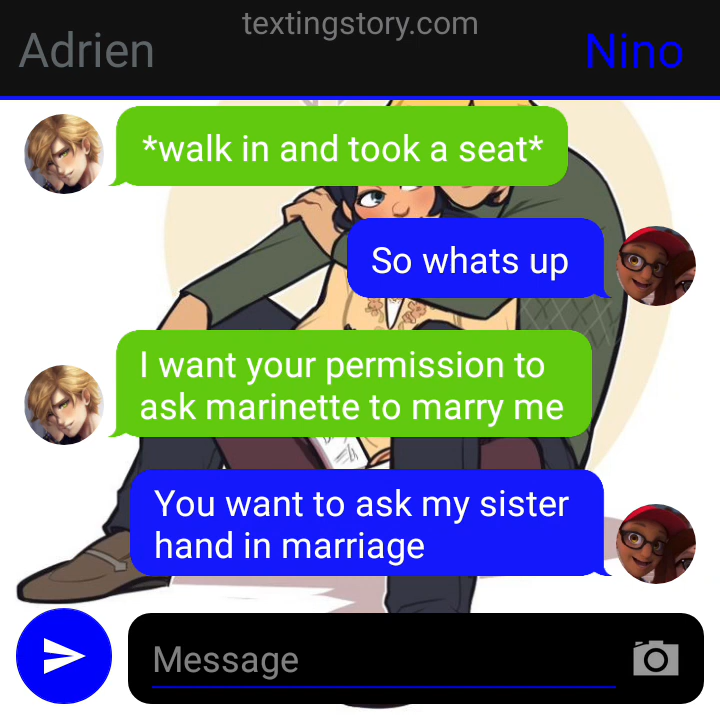 textingstory.com
Adrien
Nino
*walk in and took a seat*
So whats up
I want your permission to
ask marinette to marry me
You want to ask my sister
hand in marriage
Message